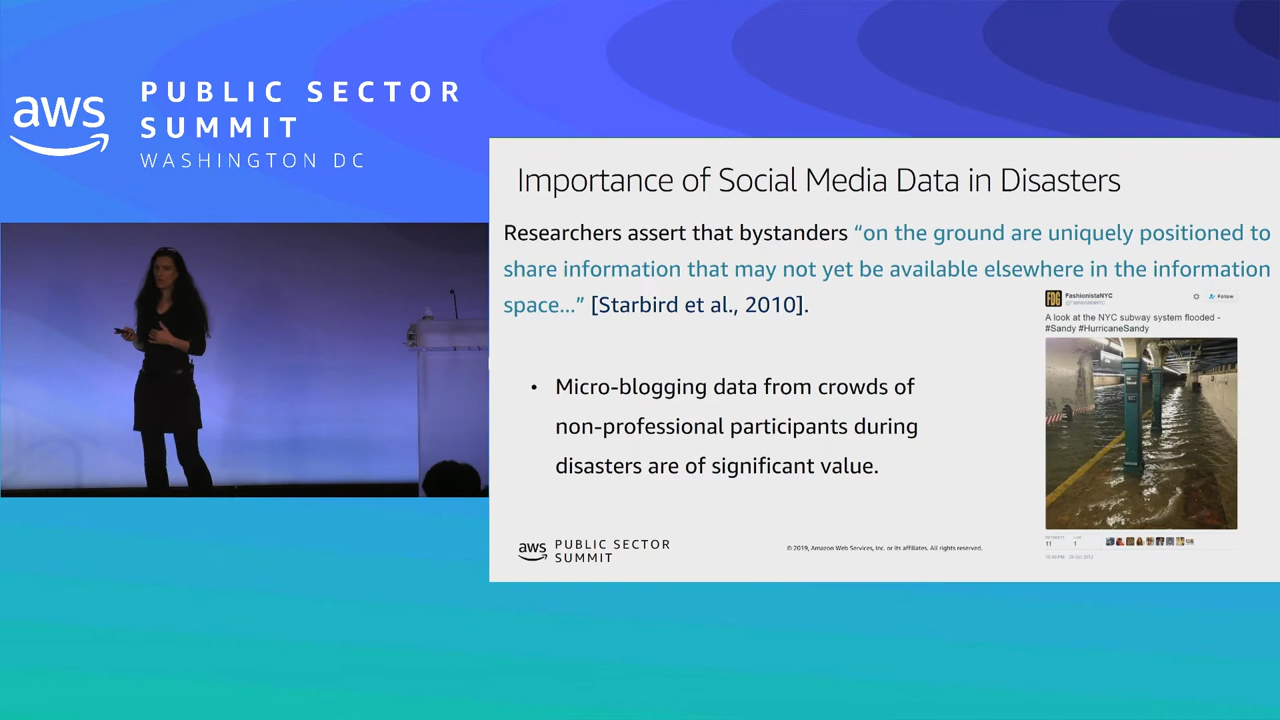 aws
PUBLIC SECTOR
SUMMIT
WASHINGTON DC
Importance of Social Media Data in Disasters
Researchers assert that bystanders “on the ground are uniquely positioned to
share information that may not yet be available elsewhere in the information
space...” [Starbird et al., 2010].
FDG
FashionistaNYC
Follow
A look at the NYC subway system flooded -
#Sandy #HurricaneSandy
• Micro-blogging data from crowds of
non-professional participants during
disasters are of significant value.
11
1
aws
PUBLIC SECTOR
SUMMIT
© 2019, Amazon Web Services, Inc. or its affiliates. All rights reserved.